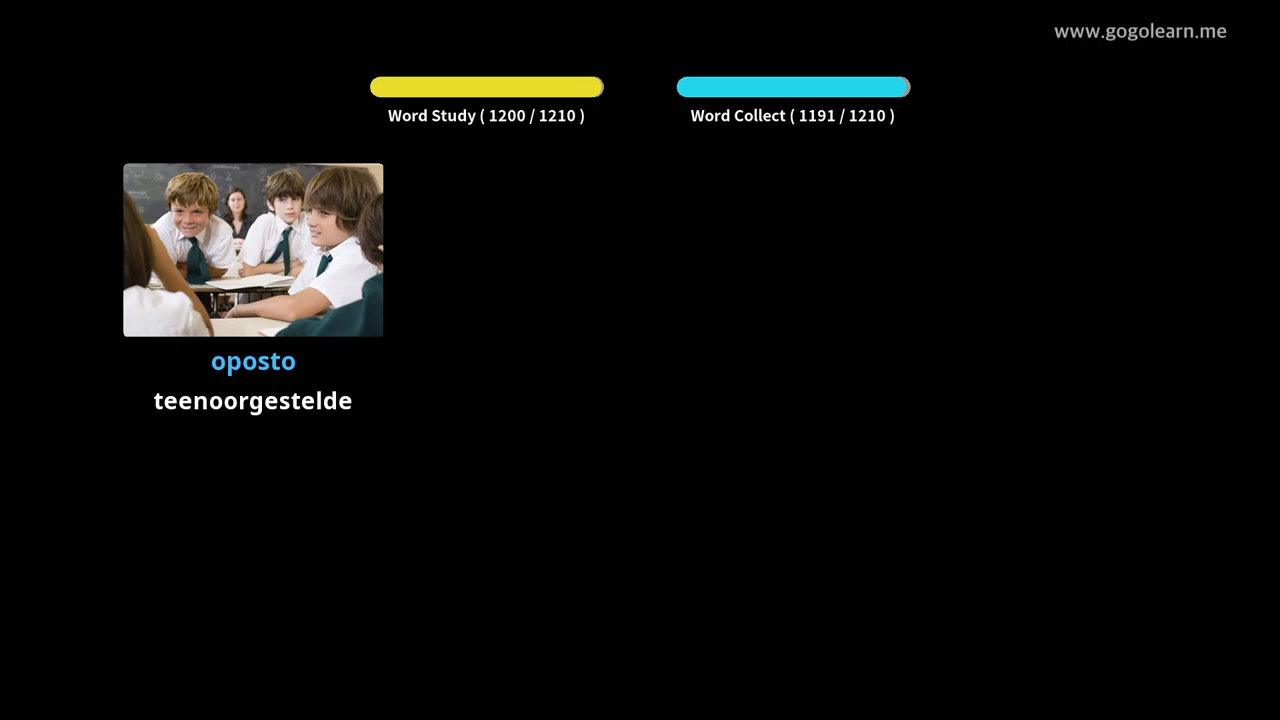 www.gogolearn.me
Word Study ( 1200 / 1210 )
Word Collect ( 1191 / 1210 )
oposto
teenoorgestelde